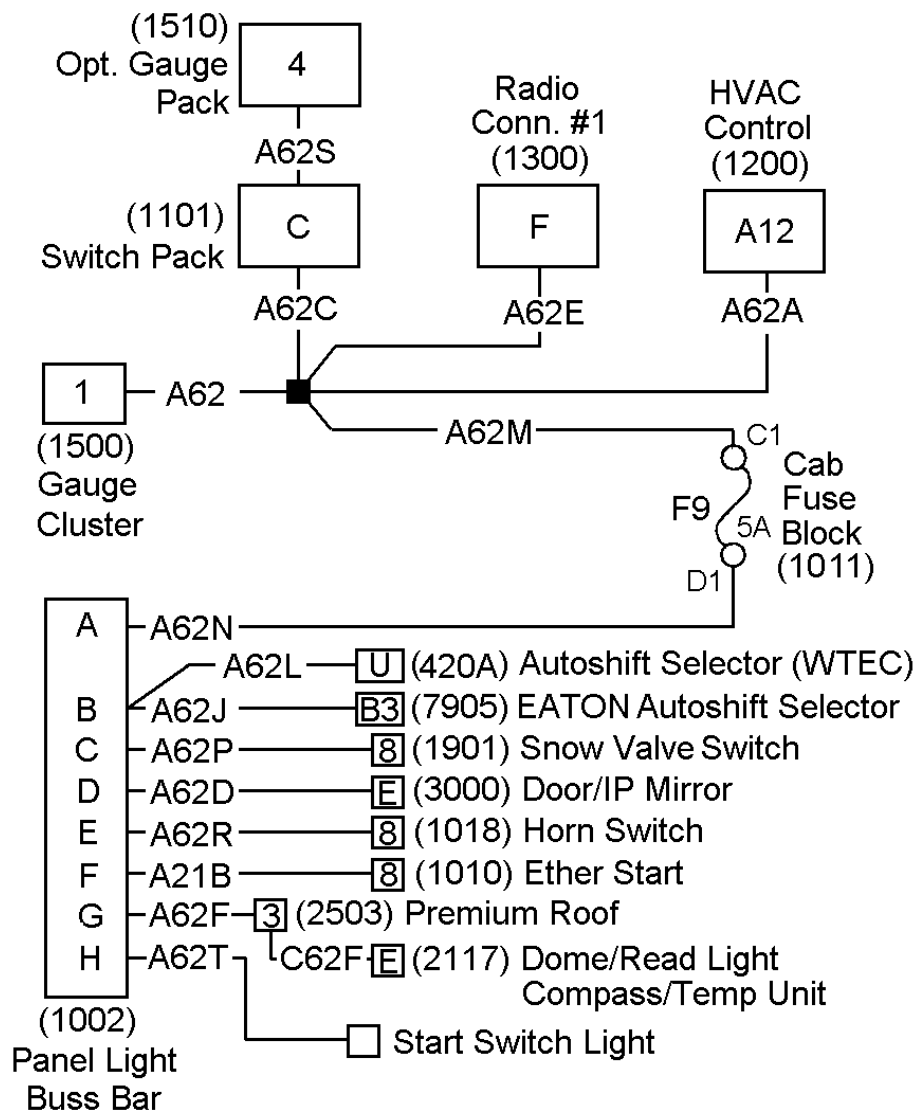 (1510)
Opt. Gauge
Pack
4
A62S
Radio
Conn. #1
(1300)
HVAC
Control
(1200)
(1101)
Switch Pack
C
F
A12
A62C
A62E
A62A
1
A62
(1500)
Gauge
Cluster
A62M
C1
F9
5A
D1
Cab
Fuse
Block
(1011)
A A62N
A62L U (420A) Autoshift Selector (WTEC)
B A62J B3 (7905) EATON Autoshift Selector
C A62P 8 (1901) Snow Valve Switch
D A62D E (3000) Door/IP Mirror
E A62R 8 (1018) Horn Switch
F A21B 8 (1010) Ether Start
G A62F 3 (2503) Premium Roof
H A62T C62F E (2117) Dome/Read Light
Compass/Temp Unit
(1002)
Panel Light
Buss Bar
Start Switch Light